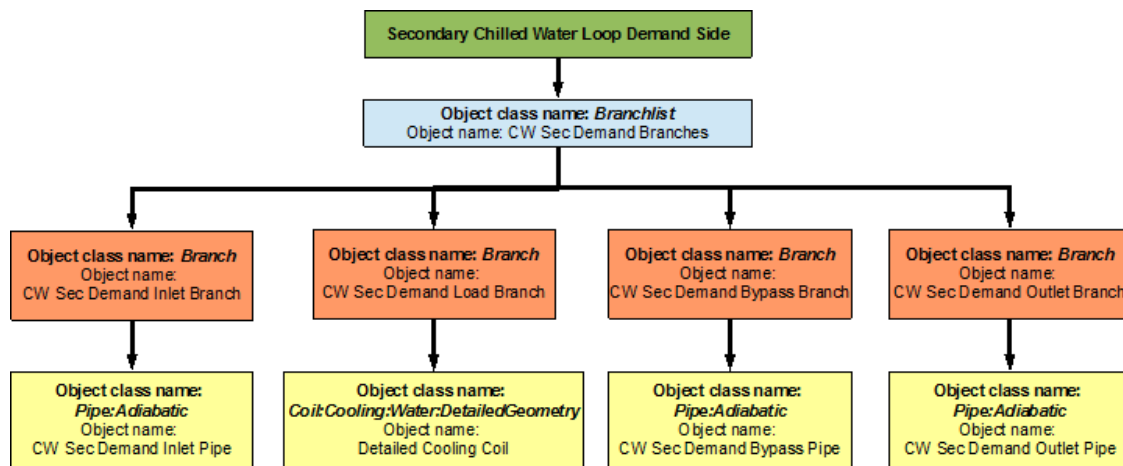 Secondary Chilled Water Loop Demand Side
Object class name: Branchlist
Object name: CW Sec Demand Branches
Object class name: Branch
Object name:
CW Sec Demand Inlet Branch
Object class name: Branch
Object name:
CW Sec Demand Load Branch
Object class name: Branch
Object name:
CW Sec Demand Bypass Branch
Object class name: Branch
Object name:
CW Sec Demand Outlet Branch
Object class name:
Pipe:Adiabatic
Object name:
CW Sec Demand Inlet Pipe
Object class name:
Coil:Cooling:Water:DetailedGeometry
Object name:
Detailed Cooling Coil
Object class name:
Pipe:Adiabatic
Object name:
CW Sec Demand Bypass Pipe
Object class name:
Pipe:Adiabatic
Object name:
CW Sec Demand Outlet Pipe